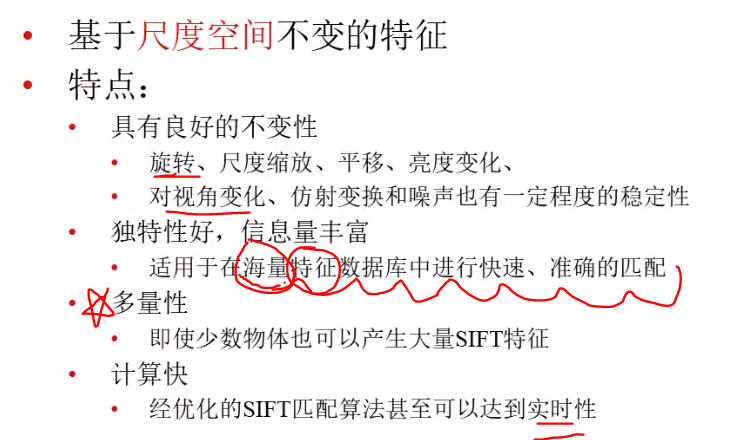 • 基于尺度空间不变的特征
• 特点：
• 具有良好的不变性
• 旋转、尺度缩放、平移、亮度变化、
• 对视角变化、仿射变换和噪声也有一定程度的稳定性
• 独特性好，信息量丰富
• 适用于在海量特征数据库中进行快速、准确的匹配
• 多量性
• 即使少数物体也可以产生大量SIFT特征
• 计算快
• 经优化的SIFT匹配算法甚至可以达到实时性